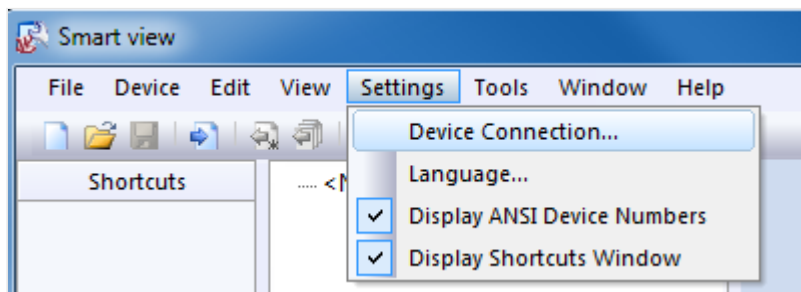 Smart view
File Device Edit View Settings Tools Window Help
Device Connection...
Shortcuts
Language...
Display ANSI Device Numbers
Display Shortcuts Window